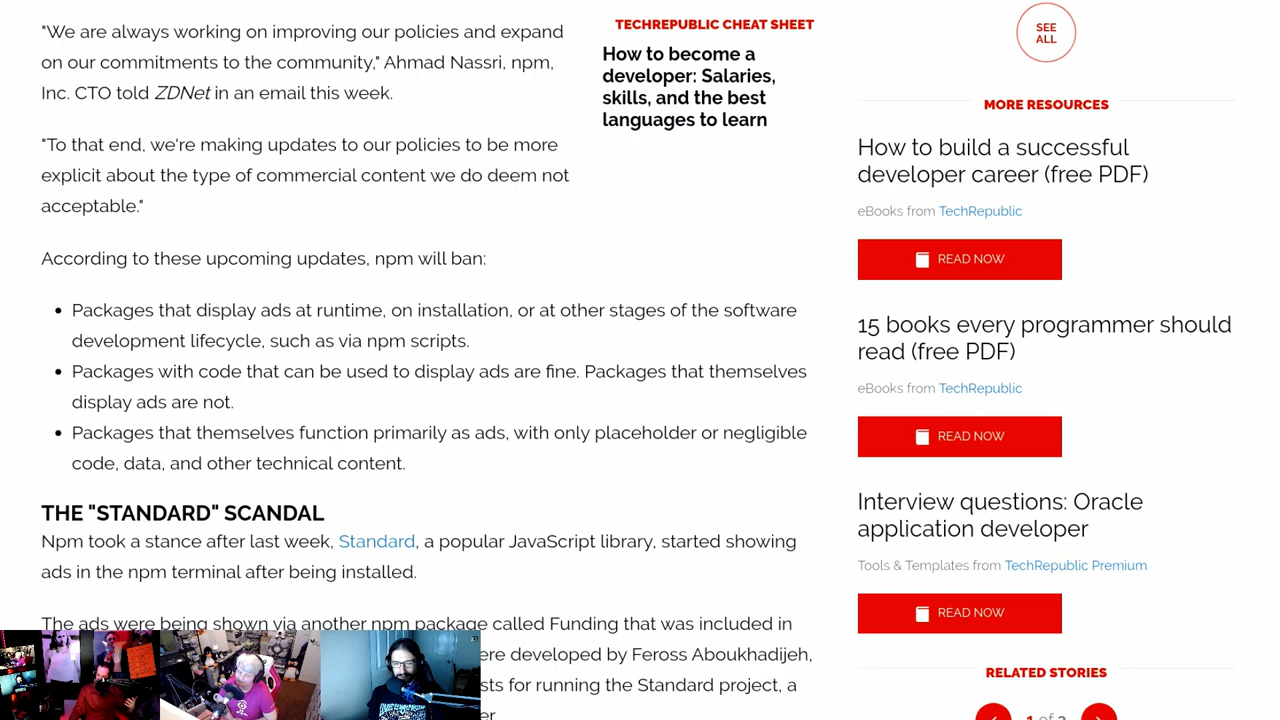 "We are always working on improving our policies and expand
on our commitments to the community," Ahmad Nassri, npm,
Inc. CTO told ZDNet in an email this week.
"To that end, we're making updates to our policies to be more
explicit about the type of commercial content we do deem not
acceptable."
According to these upcoming updates, npm will ban:
• Packages that display ads at runtime, on installation, or at other stages of the software
development lifecycle, such as via npm scripts.
• Packages with code that can be used to display ads are fine. Packages that themselves
display ads are not.
• Packages that themselves function primarily as ads, with only placeholder or negligible
code, data, and other technical content.
THE "STANDARD" SCANDAL
Npm took a stance after last week, Standard, a popular JavaScript library, started showing
ads in the npm terminal after being installed.
The ads were being shown via another npm package called Funding that was included in
ere developed by Feross Aboukhadijeh,
sts for running the Standard project, a
er
TECHREPUBLIC CHEAT SHEET
How to become a
developer: Salaries,
skills, and the best
languages to learn
SEE
ALL
MORE RESOURCES
How to build a successful
developer career (free PDF)
eBooks from TechRepublic
READ NOW
15 books every programmer should
read (free PDF)
eBooks from TechRepublic
READ NOW
Interview questions: Oracle
application developer
Tools & Templates from TechRepublic Premium
READ NOW
RELATED STORIES
1 of 3